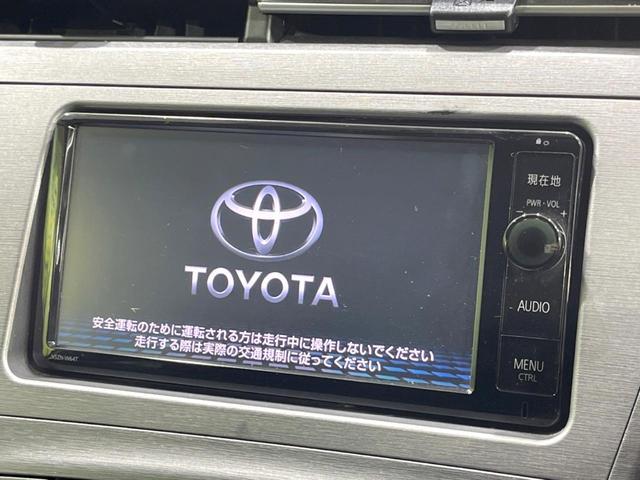 現在地
PWR・VOL
- +
TOYOTA
AUDIO
安全運転のために運転される方は走行中に操作しないでください
走行する際は実際の交通規制に従ってください
MENU
CTRL